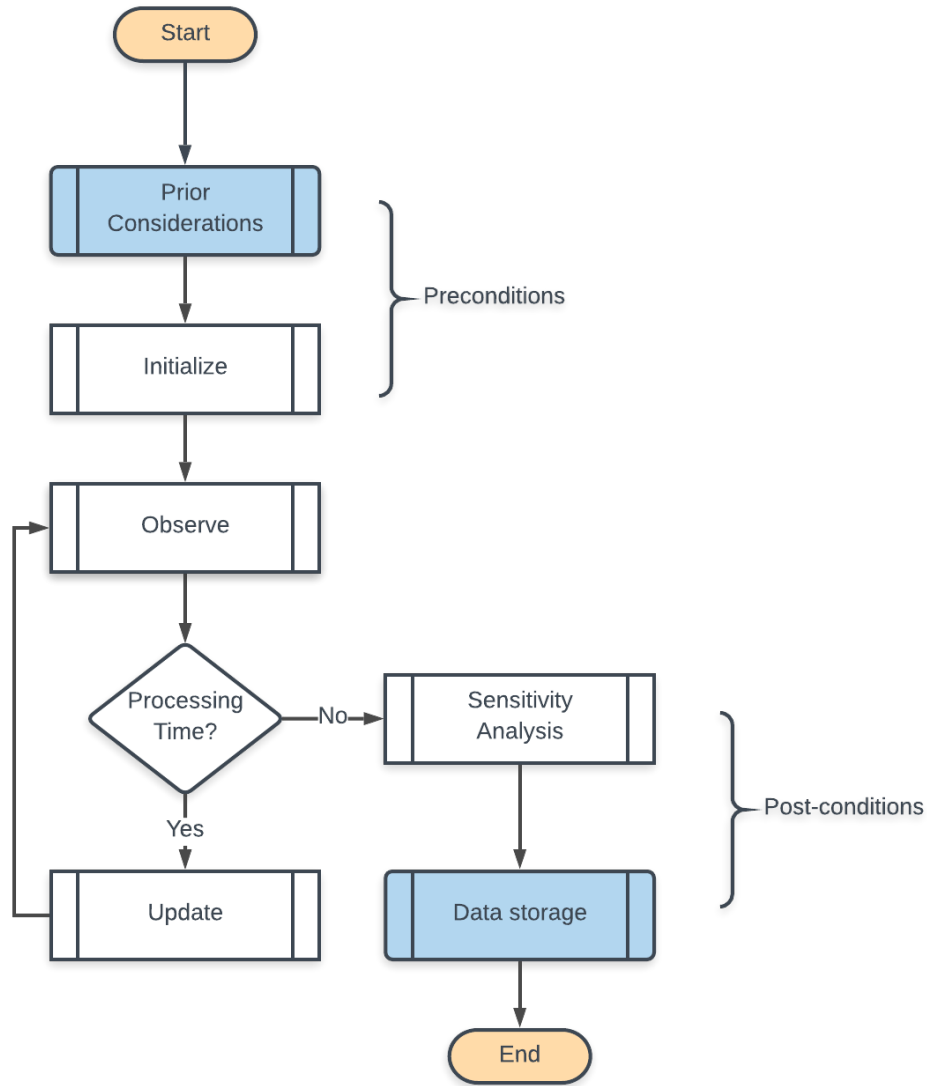 Start
Prior
Considerations
Preconditions
Initialize
Observe
Processing
Time?
No
Sensitivity
Analysis
Post-conditions
Yes
Update
Data storage
End